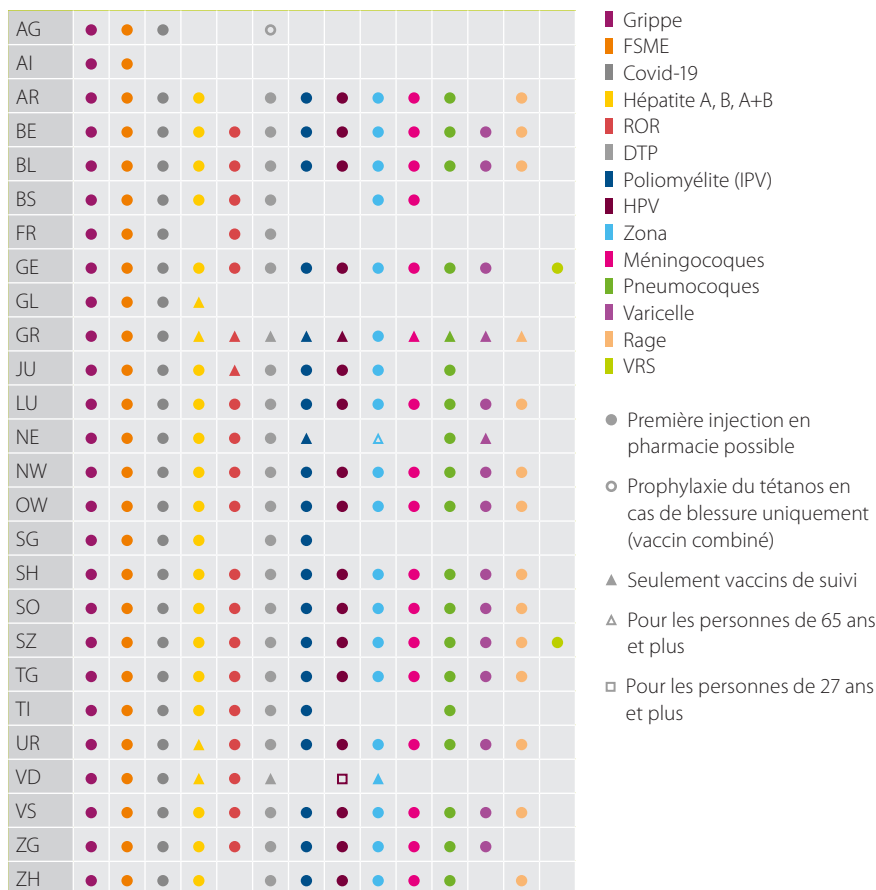 AG
AI
AR
BE
BL
BS
FR
GE
GL
GR
JU
LU
NE
NW
OW
SG
SH
SO
SZ
TG
TI
UR
VD
VS
ZG
ZH
Grippe
FSME
Covid-19
Hépatite A, B, A+B
ROR
DTP
Poliomyélite (IPV)
HPV
Zona
Méningocoques
Pneumocoques
Varicelle
Rage
VRS
Première injection en
pharmacie possible
Prophylaxie du tétanos en
cas de blessure uniquement
(vaccin combiné)
Seulement vaccins de suivi
Pour les personnes de 65 ans
et plus
Pour les personnes de 27 ans
et plus